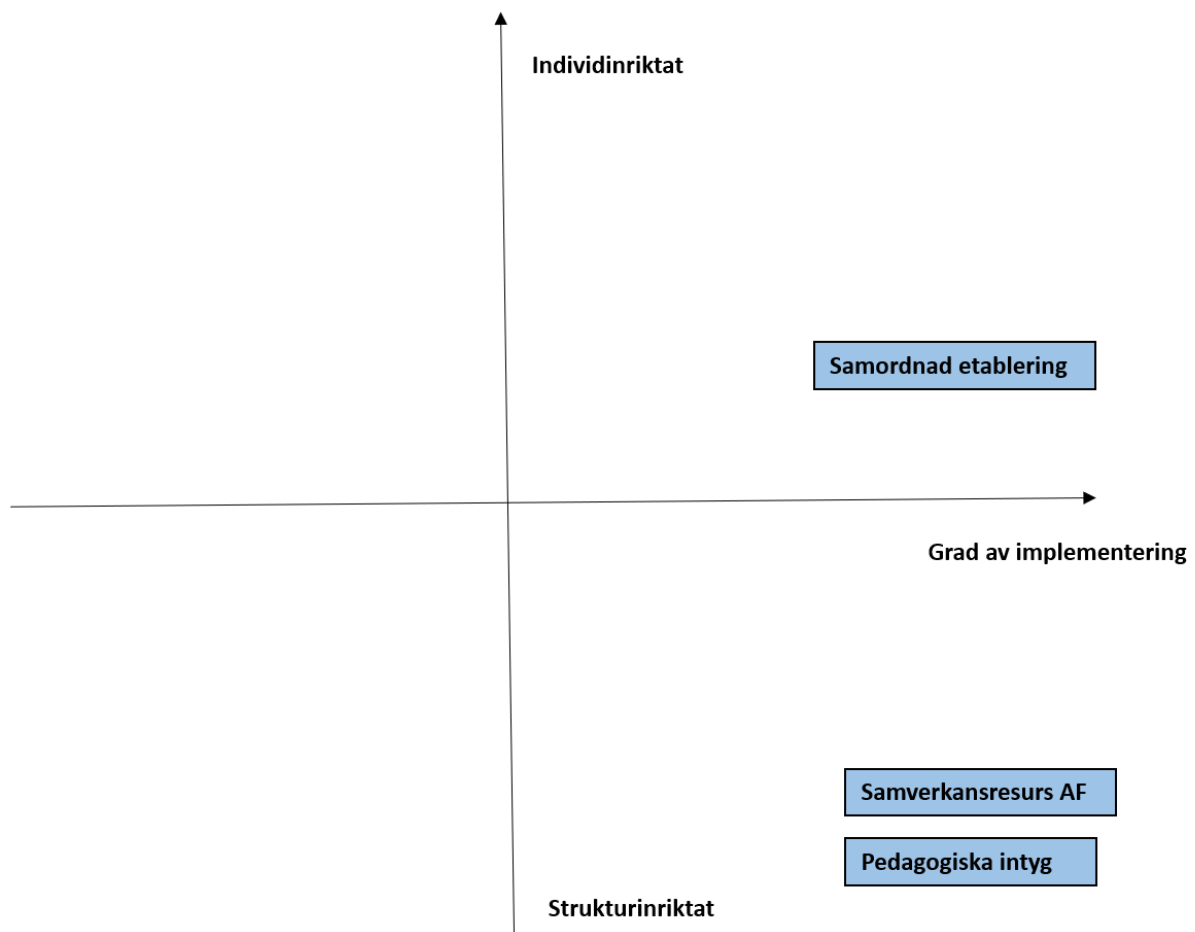 Individinriktat
Samordnad etablering
Grad av implementering
Samverkansresurs AF
Pedagogiska intyg
Strukturinriktat